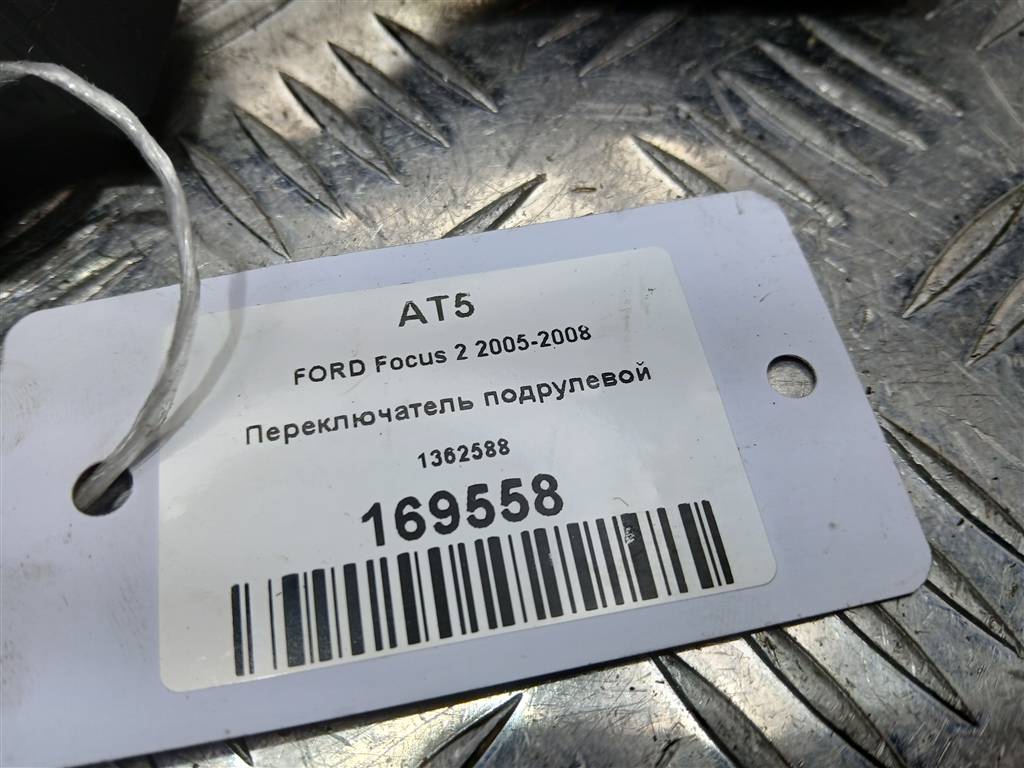 AT5
FORD Focus 2 2005-2008
Переключатель подрулевой
1362588
169558